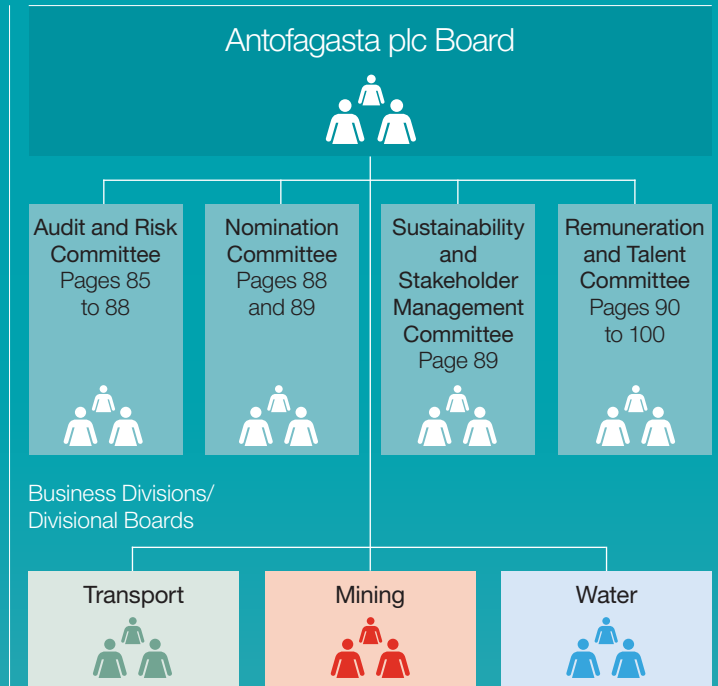 Antofagasta plc Board
Audit and Risk
Committee
Pages 85
to 88
Nomination
Committee
Pages 88
and 89
Sustainability
and
Stakeholder
Management
Committee
Page 89
Remuneration
and Talent
Committee
Pages 90
to 100
Business Divisions/
Divisional Boards
Transport
Mining
Water